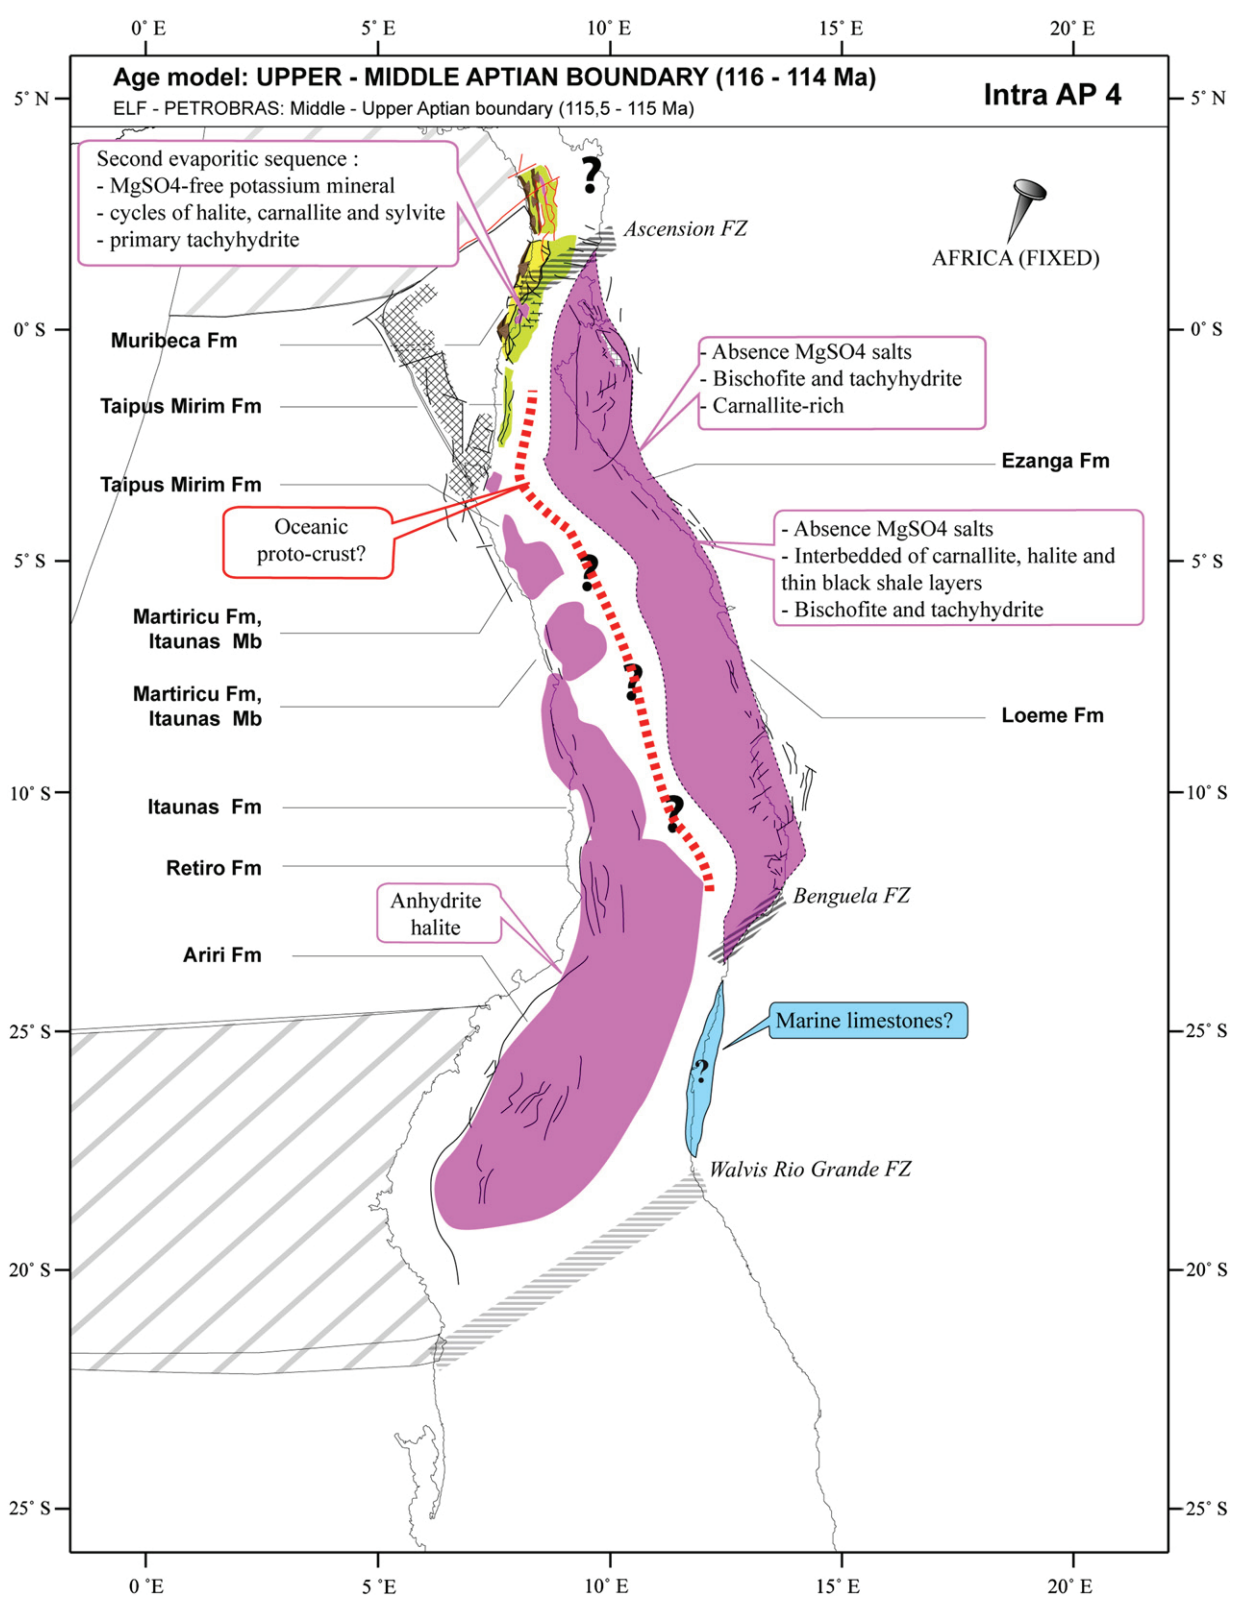 0° E
5° E
10° E
15° E
20° E
Age model: UPPER - MIDDLE APTIAN BOUNDARY (116 - 114 Ma)
ELF - PETROBRAS: Middle - Upper Aptian boundary (115,5 - 115 Ma)
Intra AP 4
5° N
5° N
Second evaporitic sequence :
- MgSO4-free potassium mineral
- cycles of halite, carnallite and sylvite
- primary tachyhydrite
?
Ascension FZ
AFRICA (FIXED)
0° S
0° S
Muribeca Fm
- Absence MgSO4 salts
- Bischofite and tachyhydrite
- Carnallite-rich
Taipus Mirim Fm
Ezanga Fm
Taipus Mirim Fm
Oceanic
proto-crust?
- Absence MgSO4 salts
- Interbedded of carnallite, halite and
thin black shale layers
- Bischofite and tachyhydrite
5° S
5° S
?
Martiricu Fm,
Itaunas Mb
?
Martiricu Fm,
Itaunas Mb
Loeme Fm
10° S
10° S
?
Itaunas Fm
Retiro Fm
Anhydrite
halite
Benguela FZ
Ariri Fm
Marine limestones?
25° S
25° S
?
Walvis Rio Grande FZ
20° S
20° S
25° S
25° S
0 °E
5 °E
10 °E
15 °E
20 °E